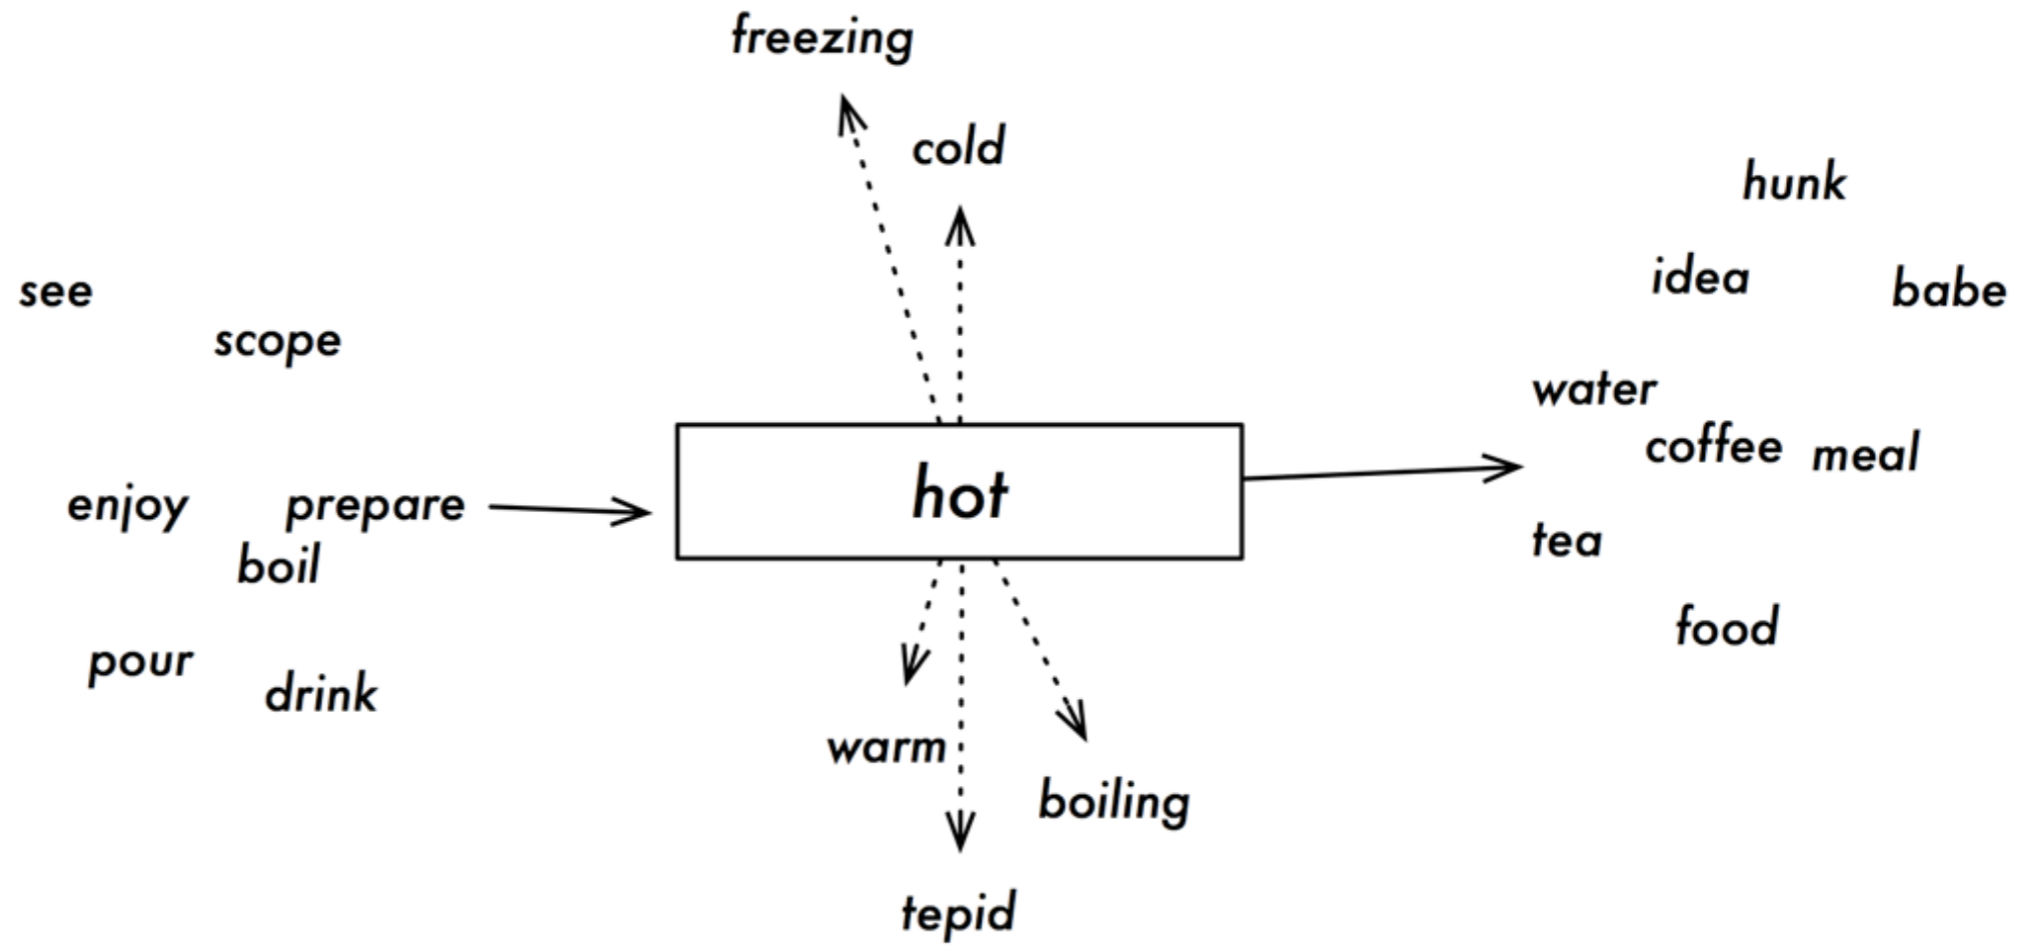 freezing
cold
hunk
idea
babe
see
scope
water
coffee
meal
enjoy
prepare
hot
tea
boil
food
pour
drink
warm
boiling
tepid